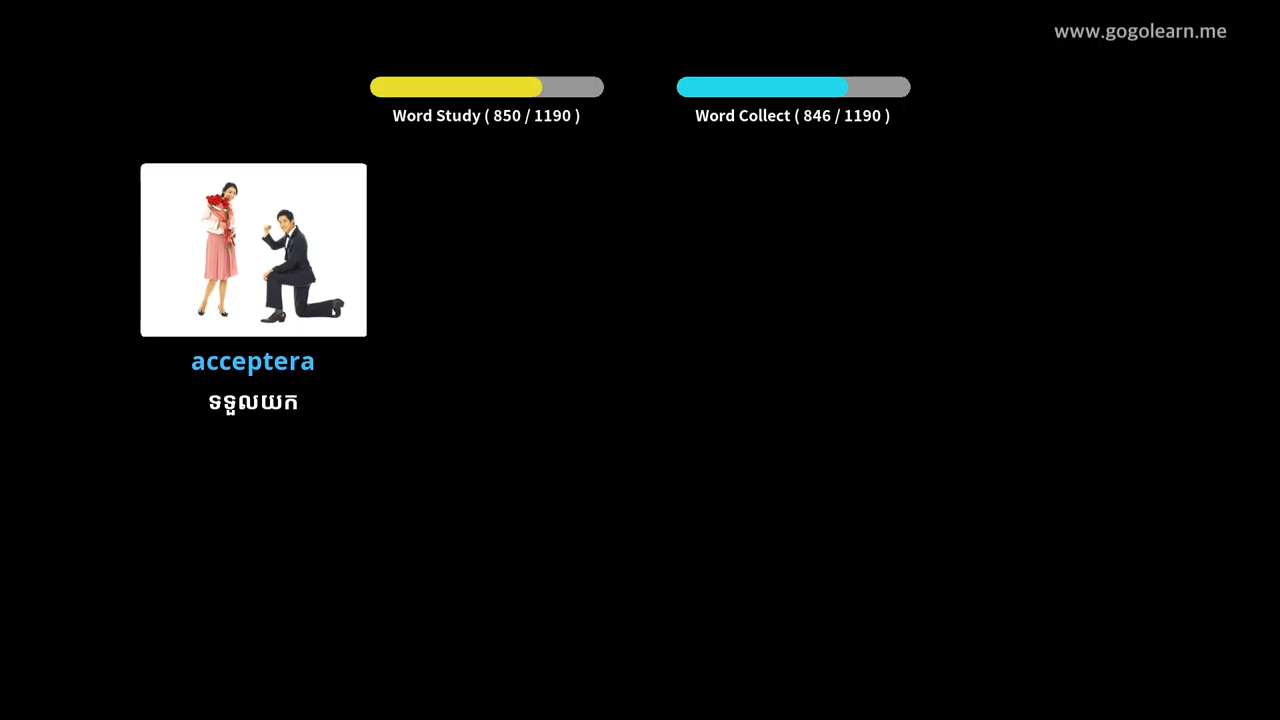 www.gogolearn.me
Word Study ( 850 / 1190 )
Word Collect ( 846 / 1190 )
acceptera
ទទួលយក